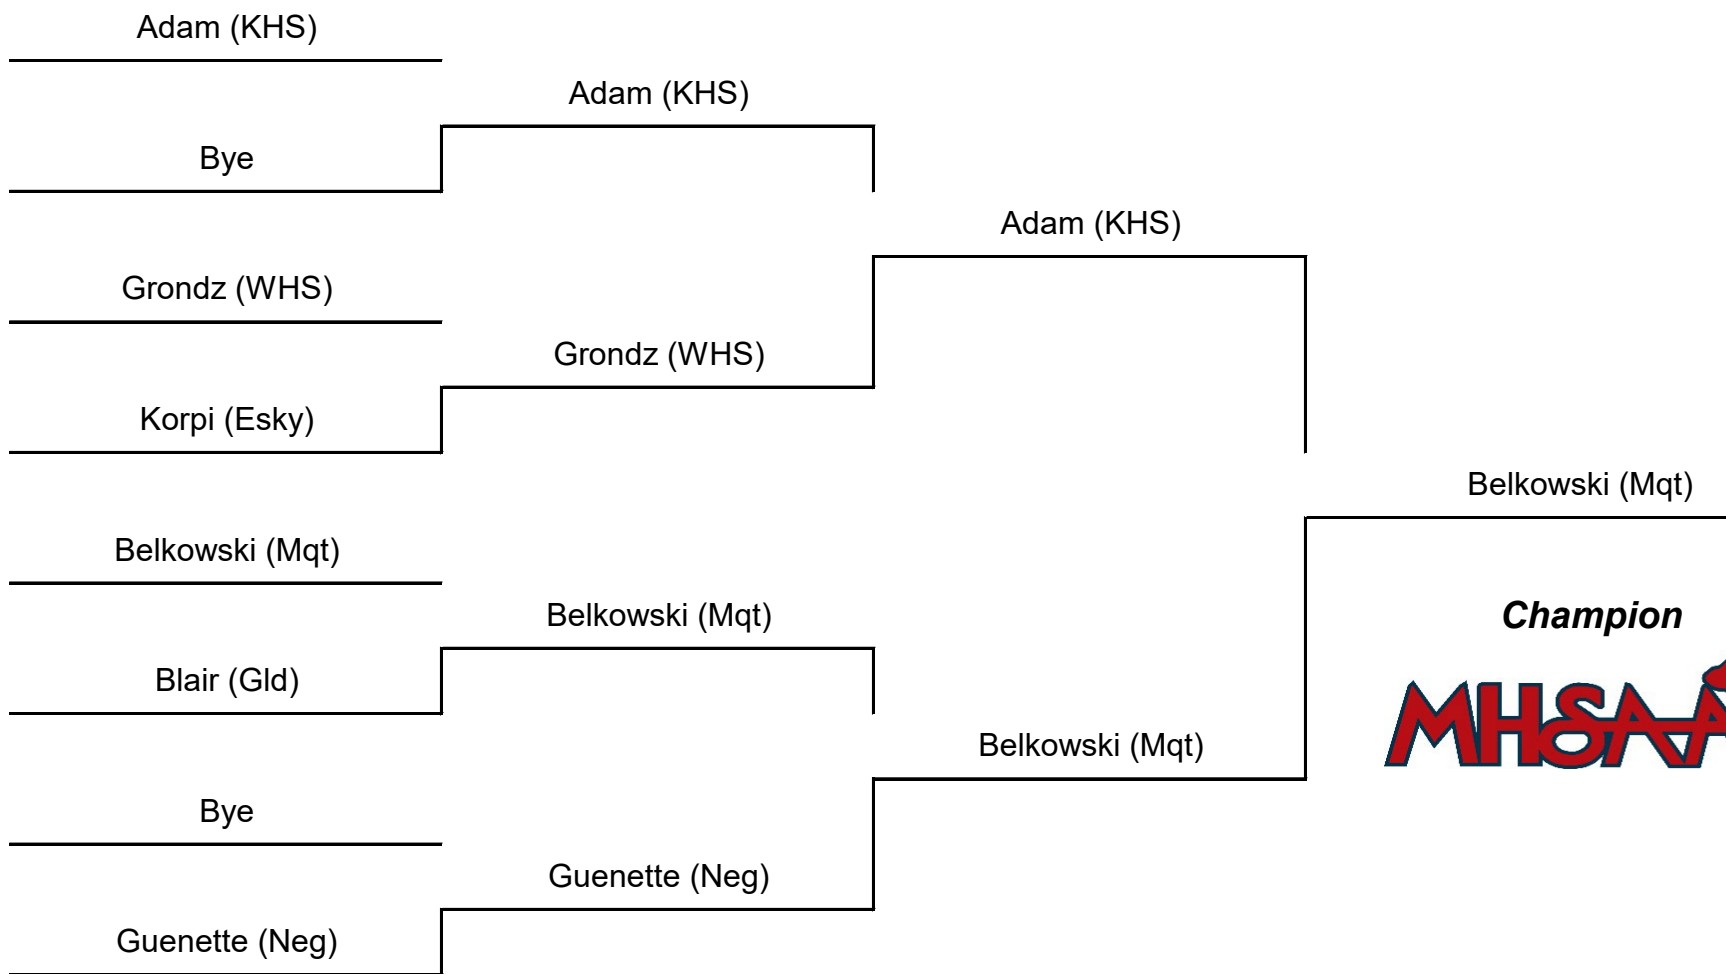 Adam (KHS)
Adam (KHS)
Bye
Adam (KHS)
Grondz (WHS)
Grondz (WHS)
Korpi (Esky)
Belkowski (Mqt)
Belkowski (Mqt)
Belkowski (Mqt)
Champion
Blair (Gld)
MHSAA
Belkowski (Mqt)
Bye
Guenette (Neg)
Guenette (Neg)